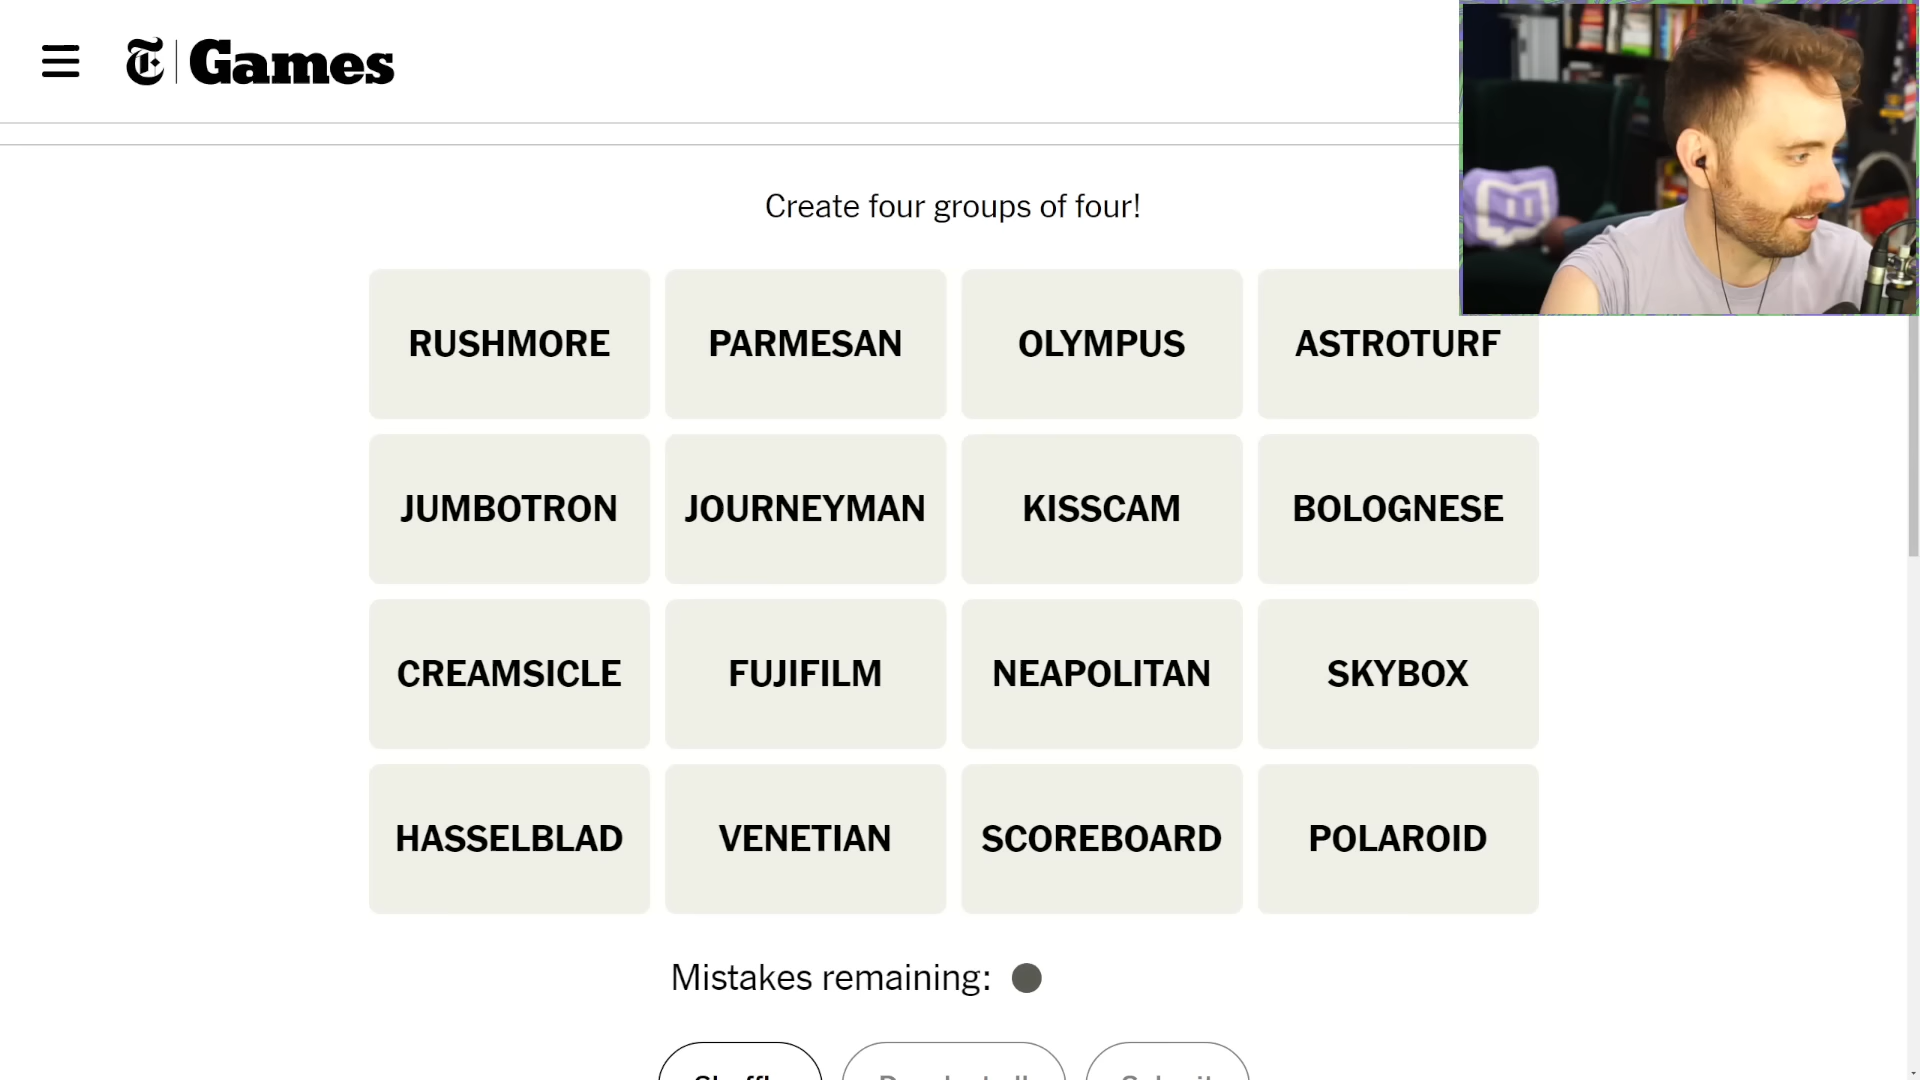 Games
Create four groups of four!
RUSHMORE PARMESAN OLYMPUS ASTROTURF
JUMBOTRON JOURNEYMAN KISSCAM BOLOGNESE
CREAMSICLE FUJIFILM NEAPOLITAN SKYBOX
HASSELBLAD VENETIAN SCOREBOARD POLAROID
Mistakes remaining: